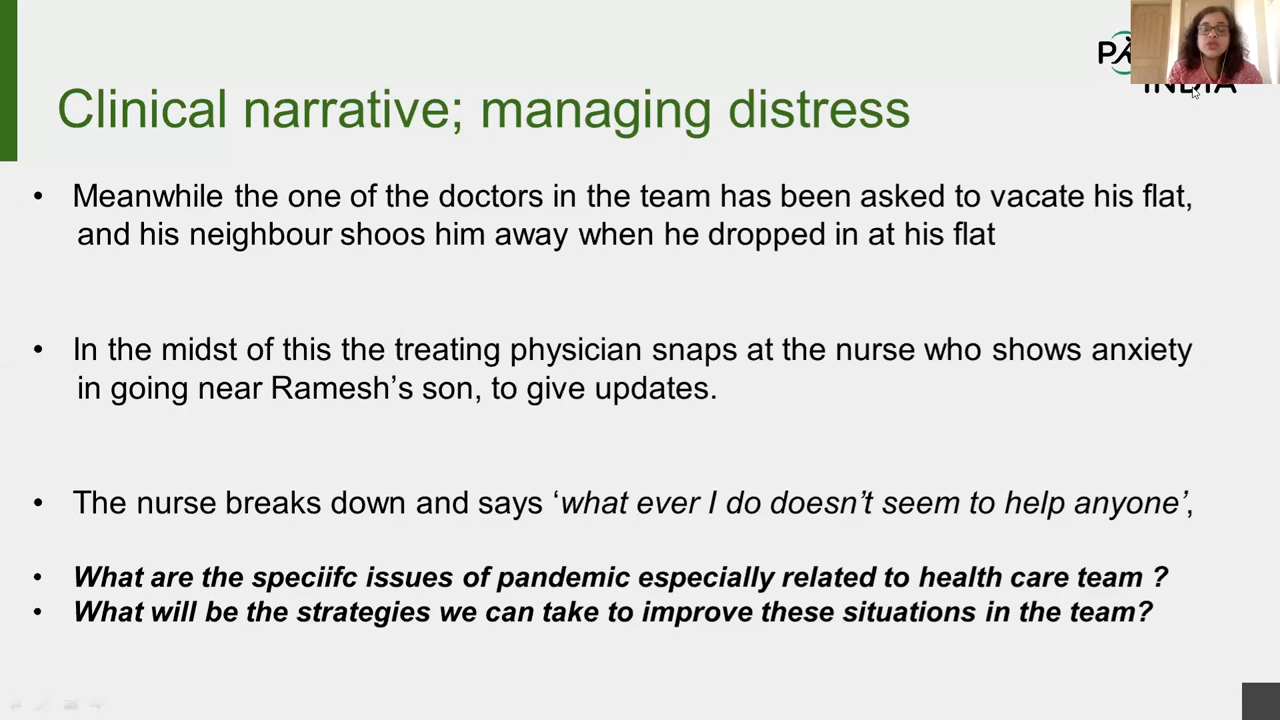 Clinical narrative; managing distress
• Meanwhile the one of the doctors in the team has been asked to vacate his flat,
and his neighbour shoos him away when he dropped in at his flat
• In the midst of this the treating physician snaps at the nurse who shows anxiety
in going near Ramesh’s son, to give updates.
• The nurse breaks down and says ‘what ever I do doesn’t seem to help anyone’,
• What are the speciifc issues of pandemic especially related to health care team ?
• What will be the strategies we can take to improve these situations in the team?